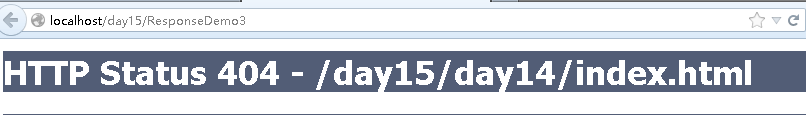 localhost/day15/ResponseDemo3
HTTP Status 404 - /day15/day14/index.html